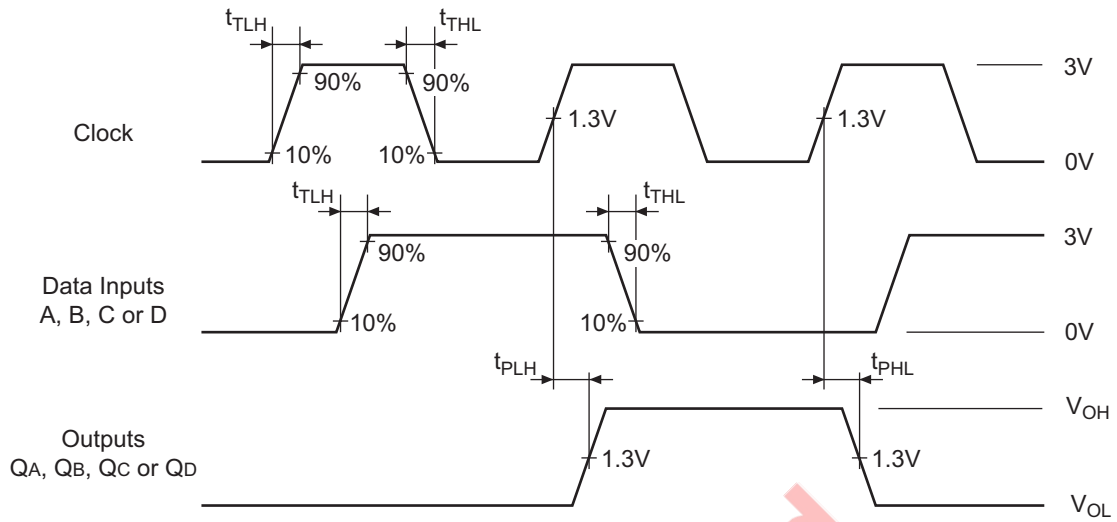 tTLH tTHL
90% 90% 3V
Clock 1.3V 1.3V
10% 10% 0V
tTLH tTHL
90% 90% 3V
Data Inputs
A, B, C or D
10% 10% 0V
tPLH tPHL
VOH
Outputs
QA, QB, QC or QD
1.3V 1.3V
VOL